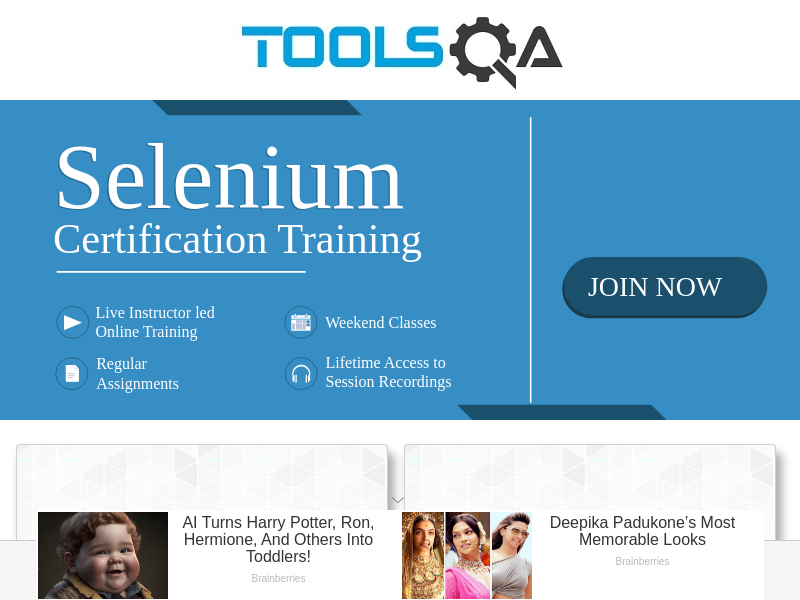 TOOLSQA
Selenium
Certification Training
JOIN NOW
Live Instructor led
Online Training
Weekend Classes
Regular
Assignments
Lifetime Access to
Session Recordings
AI Turns Harry Potter, Ron,
Hermione, And Others Into
Toddlers!
Brainberries
Deepika Padukone's Most
Memorable Looks
Brainberries